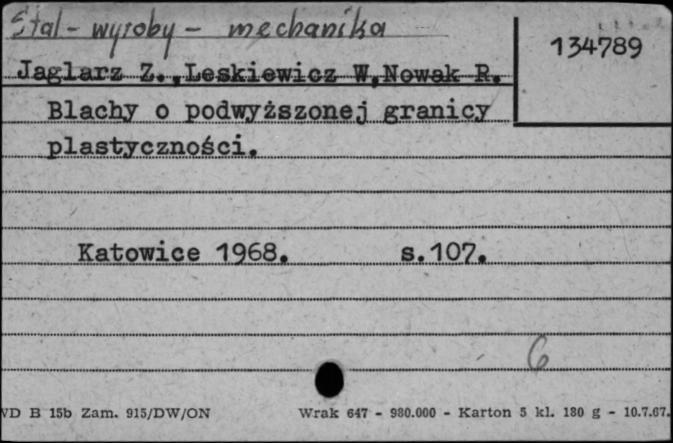 Stal - wyroby - mechanika
134789
Jaglarz Z., Leskiewicz W, Nowak R.
Blachy o podwyższonej granicy
plastyczności.
Katowice 1968. s.107.
6
VD B 15b Zam. 915/DW/ON Wrak 647 - 980.000 - Karton 5 kl. 180 g - 10.7.67.